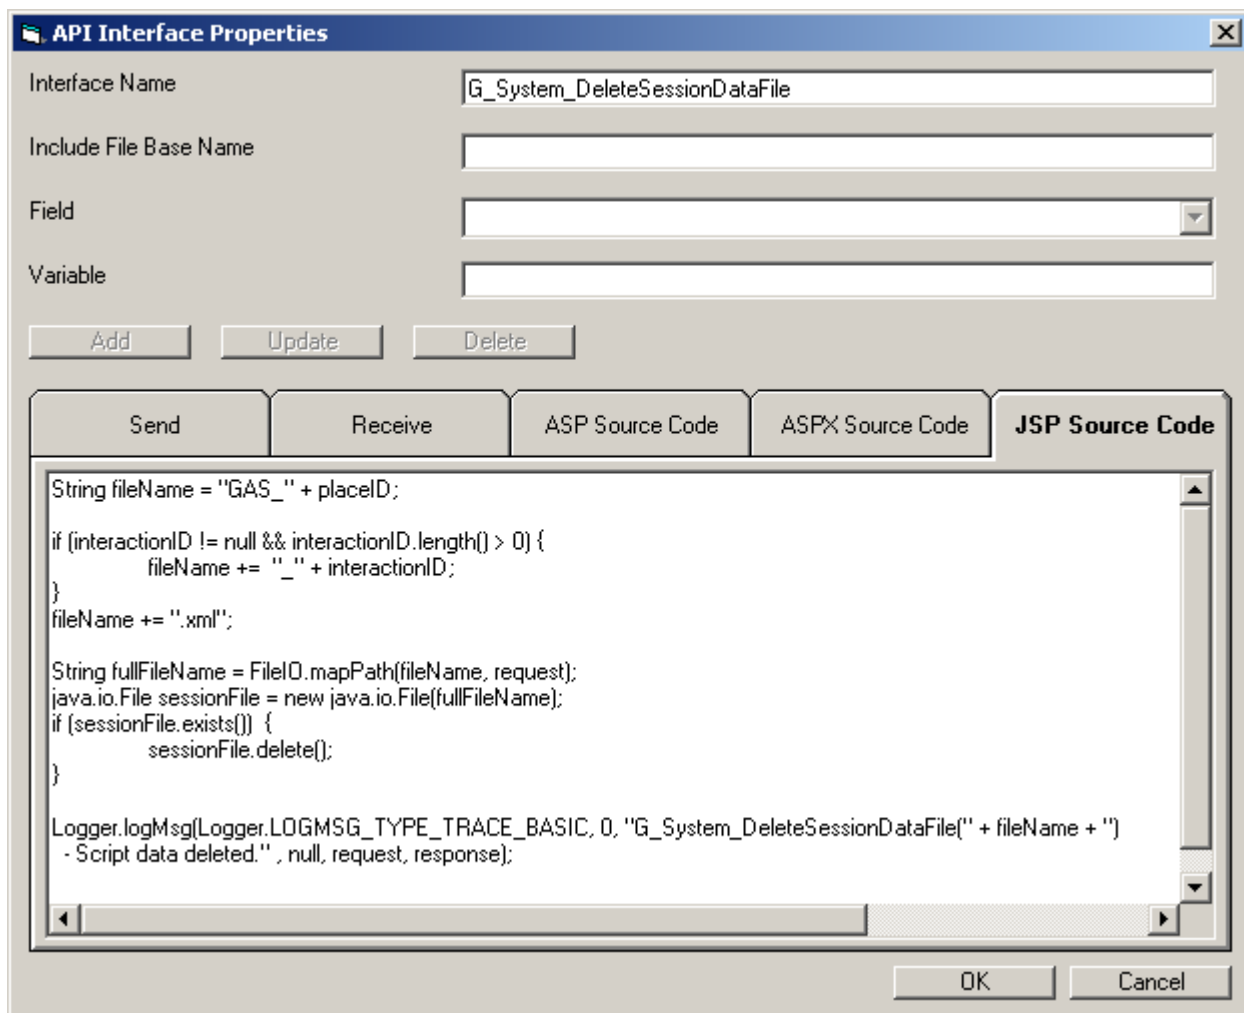 API Interface Properties
Interface Name
G_System_DeleteSessionDataFile
Include File Base Name
Field
Variable
Add Update Delete
Send Receive ASP Source Code ASPX Source Code JSP Source Code
String fileName = "GAS_" + placeID;
if (interactionID != null && interactionID.length() > 0) {
fileName += "_" + interactionID;
}
fileName += ".xml";
String fullFileName = FileIO.mapPath(fileName, request);
java.io.File sessionFile = new java.io.File(fullFileName);
if (sessionFile.exists()) {
sessionFile.delete();
}
Logger.logMsg(Logger.LOGMSG_TYPE_TRACE_BASIC, 0, "G_System_DeleteSessionDataFile(" + fileName + ")
- Script data deleted." , null, request, response);
OK Cancel